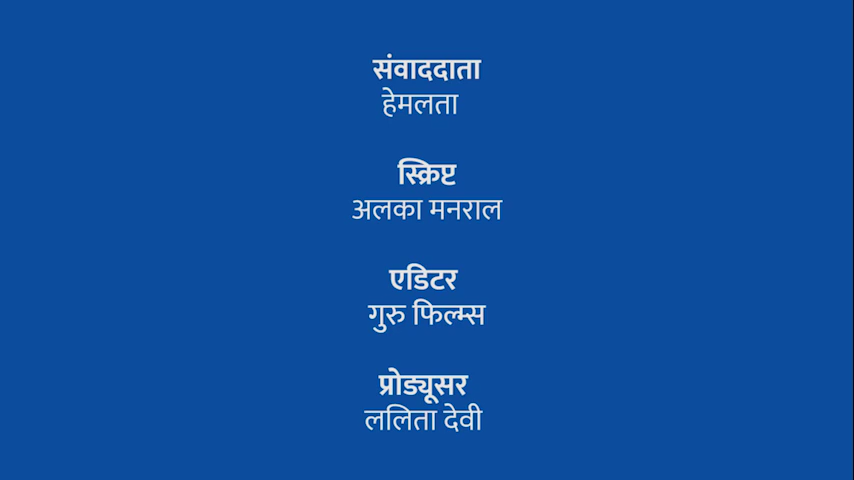 संवाददाता
हेमलता
स्क्रिप्ट
अलका मनराल
एडिटर
गुरु फिल्म्स
प्रोड्यूसर
ललिता देवी